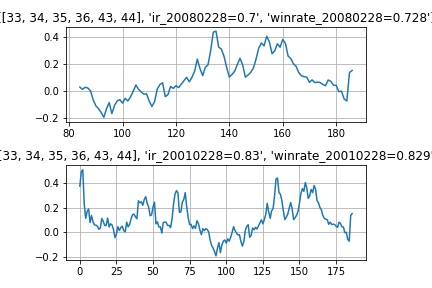 [[33, 34, 35, 36, 43, 44], 'ir_20080228=0.7', 'winrate_20080228=0.728']
0.4
0.2
0.0
−0.2
80 100 120 140 160 180
[33, 34, 35, 36, 43, 44], 'ir_20010228=0.83', 'winrate_20010228=0.829'
0.4
0.2
0.0
−0.2
0 25 50 75 100 125 150 175